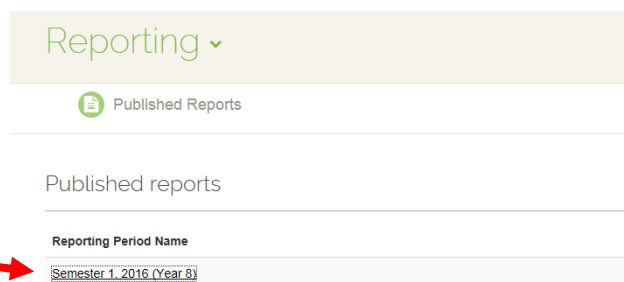 Reporting
Published Reports
Published reports
Reporting Period Name
Semester 1, 2016 (Year 8)